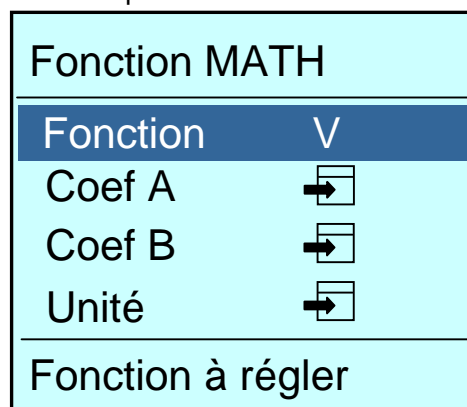 Fonction MATH
Fonction V
Coef A
Coef B
Unité
Fonction à régler